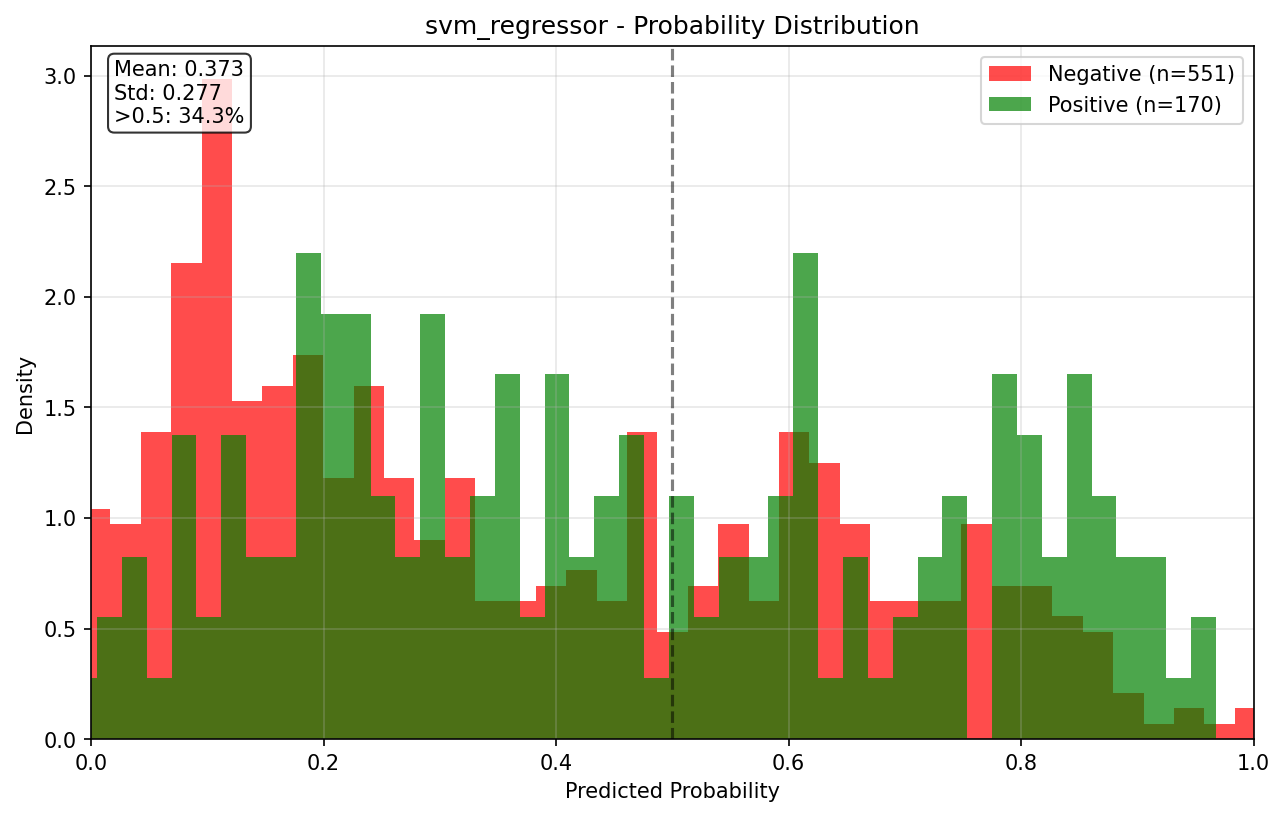 svm_regressor - Probability Distribution
Mean: 0.373
Std: 0.277
>0.5: 34.3%
Negative (n=551)
Positive (n=170)
Density
3.0
2.5
2.0
1.5
1.0
0.5
0.0
0.0 0.2 0.4 0.6 0.8 1.0
Predicted Probability